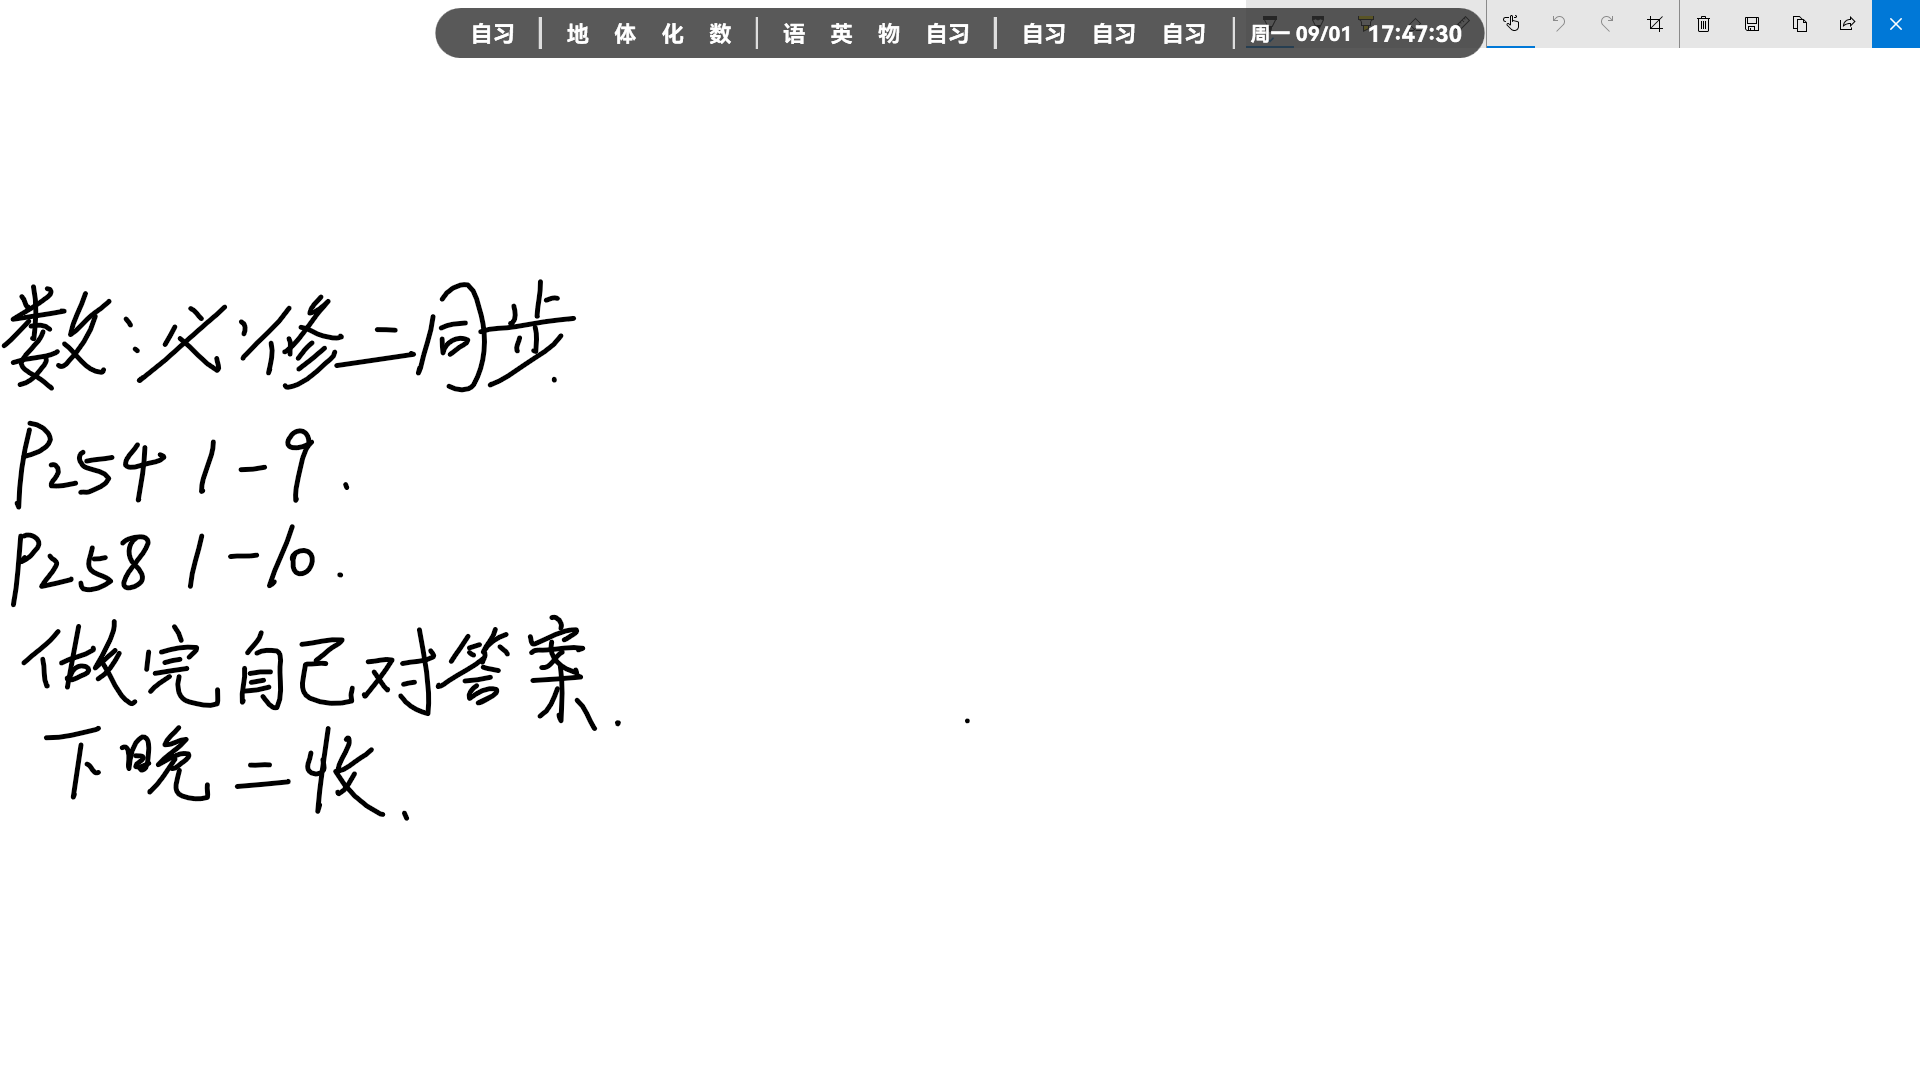 自习 | 地 体 化 数 | 语 英 物 自习 | 自习 自习 自习 | 周一 09/01 17:47:30
数:必修二同步.
P254 1-9.
P258 1-10.
做完自己对答案.
下晚二收.